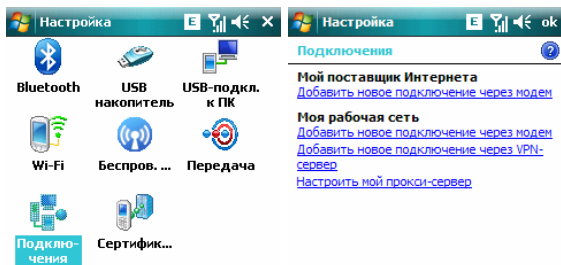 Настройка
E
Bluetooth
USB
накопитель
USB-подкл.
к ПК
Wi-Fi
Беспров. ...
Передача
Подклю-
чения
Сертифик...
Настройка
E
ok
Подключения
?
Мой поставщик Интернета
Добавить новое подключение через модем
Моя рабочая сеть
Добавить новое подключение через модем
Добавить новое подключение через VPN-
сервер
Настроить мой прокси-сервер